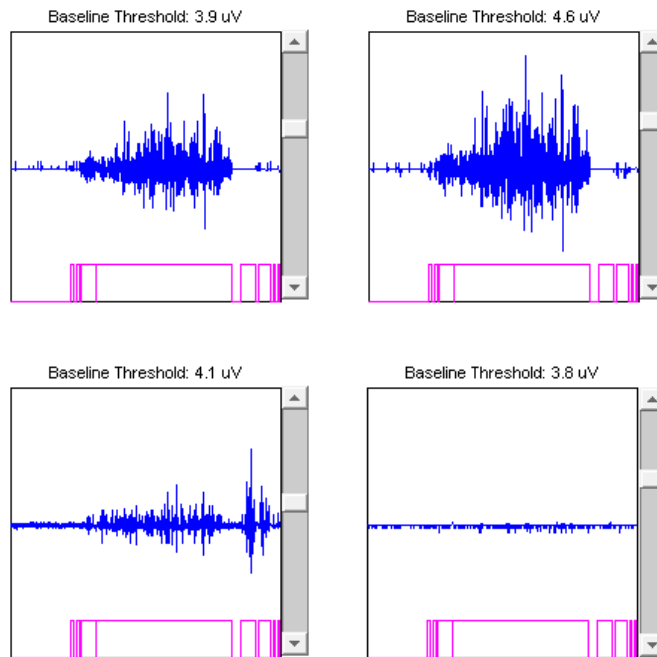 Baseline Threshold: 3.9 uV
Baseline Threshold: 4.6 uV
Baseline Threshold: 4.1 uV
Baseline Threshold: 3.8 uV